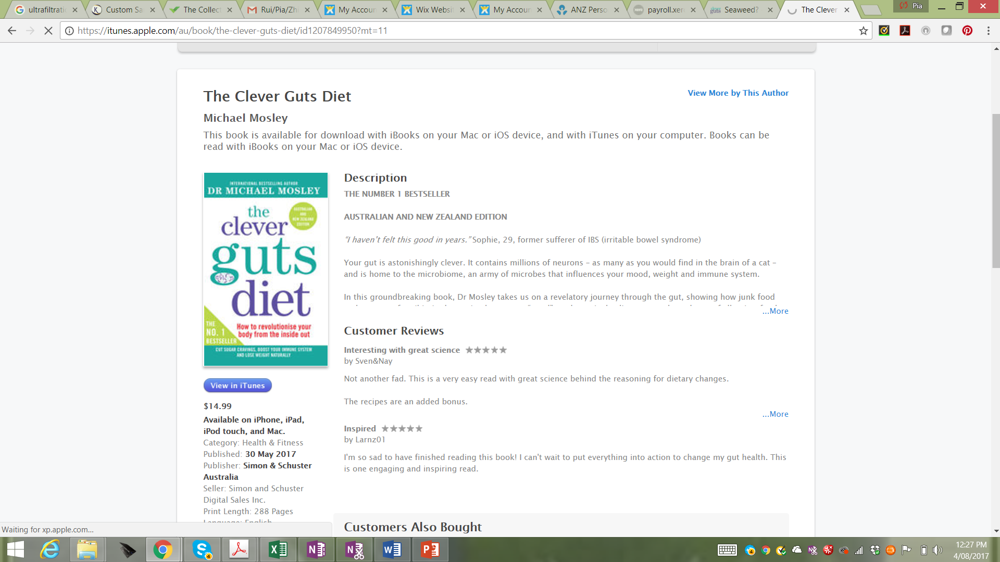 ultrafiltrati
Custom Sa
The Collect
Rui/Pia/Zh
My Accoun
Wix Websit
My Accoun
ANZ Perso
payroll.xer
Seaweed?
The Clever
Pia
https://itunes.apple.com/au/book/the-clever-guts-diet/id1207849950?mt=11
The Clever Guts Diet
View More by This Author
Michael Mosley
This book is available for download with iBooks on your Mac or iOS device, and with iTunes on your computer. Books can be
read with iBooks on your Mac or iOS device.
INTERNATIONAL BESTSELLING AUTHOR
DR MICHAEL MOSLEY
the
clever
guts
diet
AUSTRALIAN
AND
NEW ZEALAND
EDITION
How to revolutionise your
body from the inside out
THE
NO. 1
BESTSELLER
CUT SUGAR CRAVINGS, BOOST YOUR IMMUNE SYSTEM
AND LOSE WEIGHT NATURALLY
View in iTunes
$14.99
Available on iPhone, iPad,
iPod touch, and Mac.
Category: Health & Fitness
Published: 30 May 2017
Publisher: Simon & Schuster
Australia
Seller: Simon and Schuster
Digital Sales Inc.
Print Length: 288 Pages
Language: English
Description
THE NUMBER 1 BESTSELLER
AUSTRALIAN AND NEW ZEALAND EDITION
“I haven’t felt this good in years.” Sophie, 29, former sufferer of IBS (irritable bowel syndrome)
Your gut is astonishingly clever. It contains millions of neurons – as many as you would find in the brain of a cat –
and is home to the microbiome, an army of microbes that influences your mood, weight and immune system.
In this groundbreaking book, Dr Mosley takes us on a revelatory journey through the gut, showing how junk food
...More
Customer Reviews
Interesting with great science ★★★★★
by Sven&Nay
Not another fad. This is a very easy read with great science behind the reasoning for dietary changes.
The recipes are an added bonus.
...More
Inspired ★★★★★
by Larnz01
I'm so sad to have finished reading this book! I can't wait to put everything into action to change my gut health. This
is one engaging and inspiring read.
Customers Also Bought
Waiting for xp.apple.com...
12:27 PM
4/08/2017